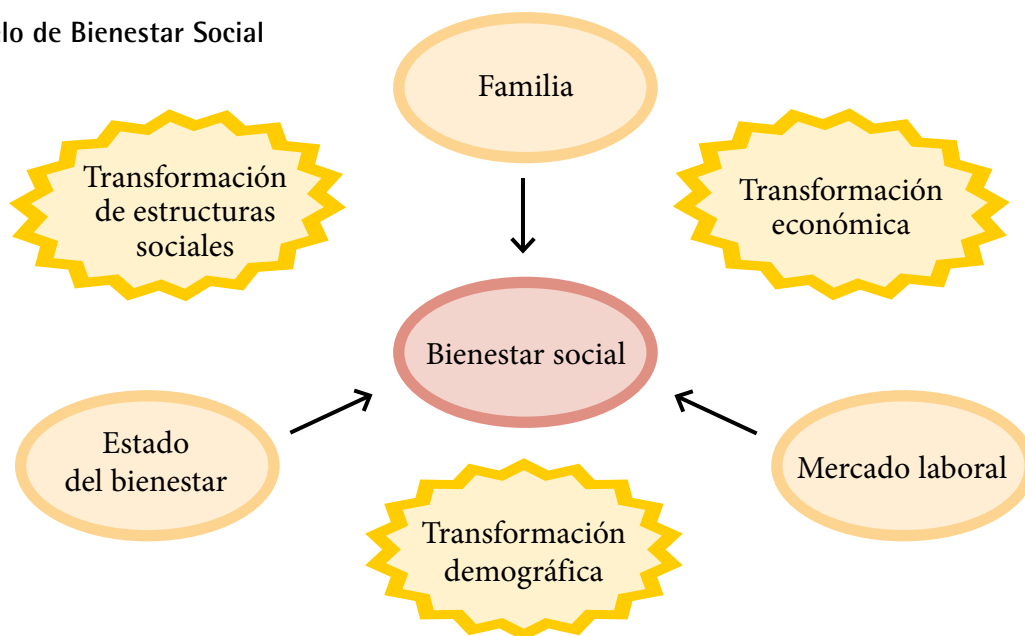 elo de Bienestar Social
Familia
Transformación
de estructuras
sociales
Transformación
económica
Bienestar social
Estado
del bienestar
Mercado laboral
Transformación
demográfica